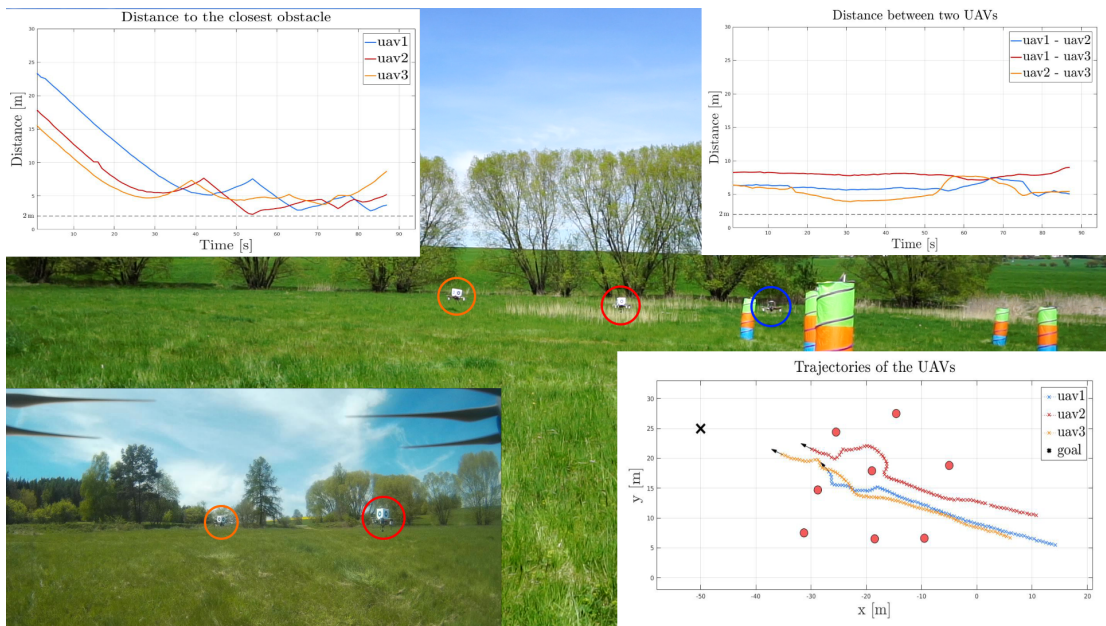 Distance to the closest obstacle
30
25
20
15
10
5
2 m
0
Distance [m]
10 20 30 40 50 60 70 80 90
Time [s]
uav1
uav2
uav3
Distance between two UAVs
30
25
20
15
10
5
2 m
0
Distance [m]
10 20 30 40 50 60 70 80 90
Time [s]
uav1 - uav2
uav1 - uav3
uav2 - uav3
Trajectories of the UAVs
30
25
20
15
10
5
0
y [m]
-50 -40 -30 -20 -10 0 10 20
x [m]
uav1
uav2
uav3
goal